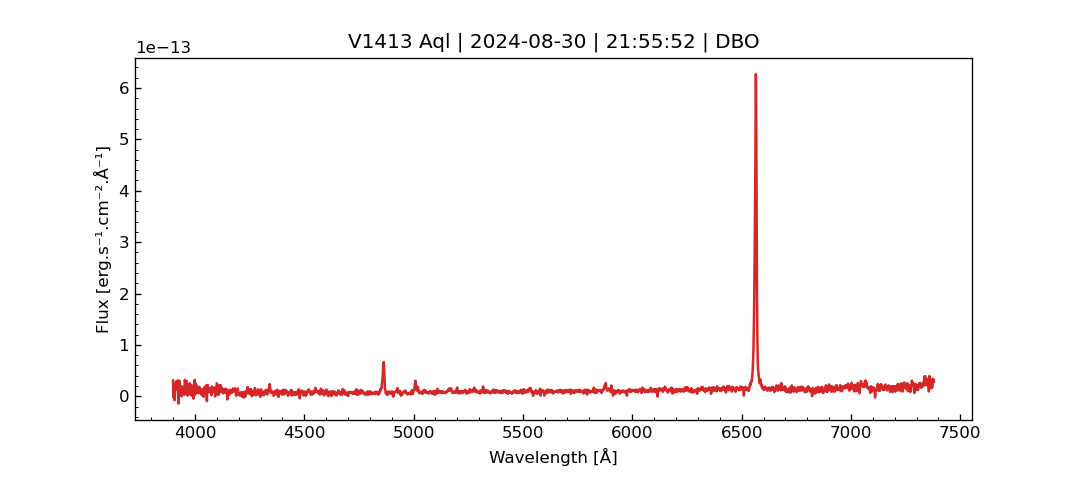 V1413 Aql | 2024-08-30 | 21:55:52 | DBO
1e−13
6
5
4
3
2
1
0
Flux [erg.s⁻¹.cm⁻².Å⁻¹]
4000 4500 5000 5500 6000 6500 7000 7500
Wavelength [Å]